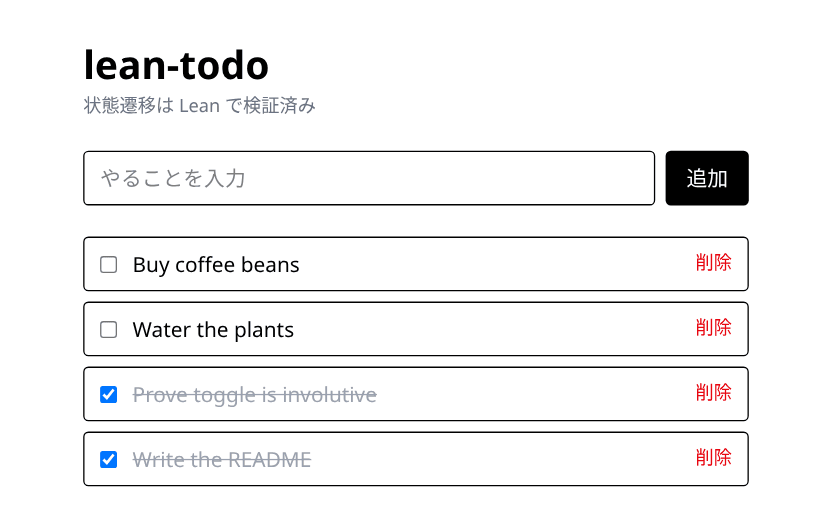 lean-todo
状態遷移は Lean で検証済み
やることを入力
追加
Buy coffee beans
削除
Water the plants
削除
Prove toggle is involutive
削除
Write the README
削除